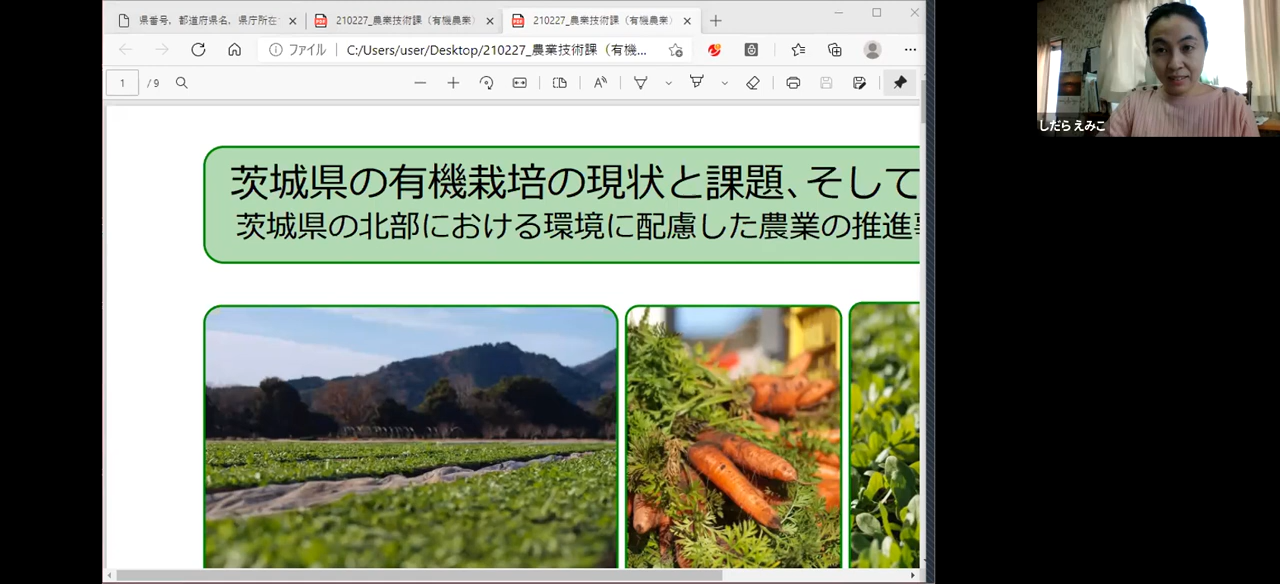 県番号, 都道府県名, 県庁所在
210227_農業技術課（有機農業）
210227_農業技術課（有機農業）
ファイル
C:/Users/user/Desktop/210227_農業技術課（有機...
1 / 9
しだら えみこ
茨城県の有機栽培の現状と課題、そして
茨城県の北部における環境に配慮した農業の推進